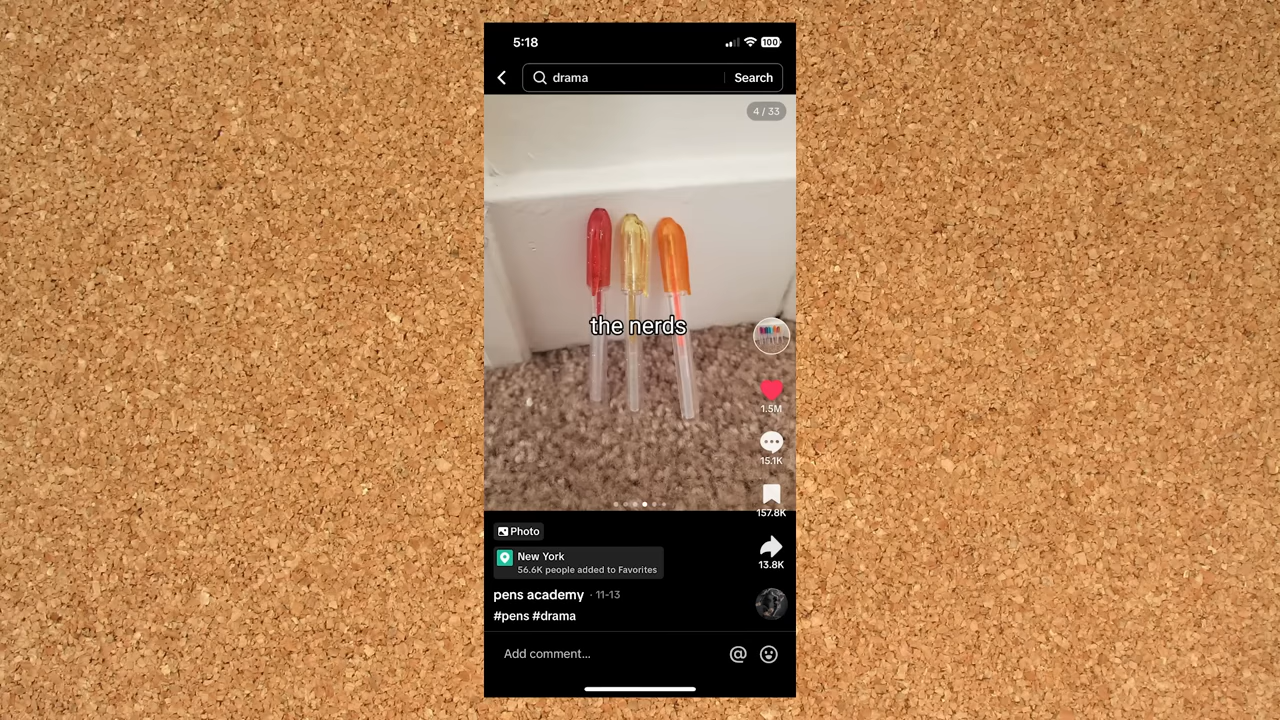 5:18
100
drama
Search
4 / 33
the nerds
1.5M
15.1K
157.8K
13.8K
Photo
New York
56.6K people added to Favorites
pens academy · 11-13
#pens #drama
Add comment...
@